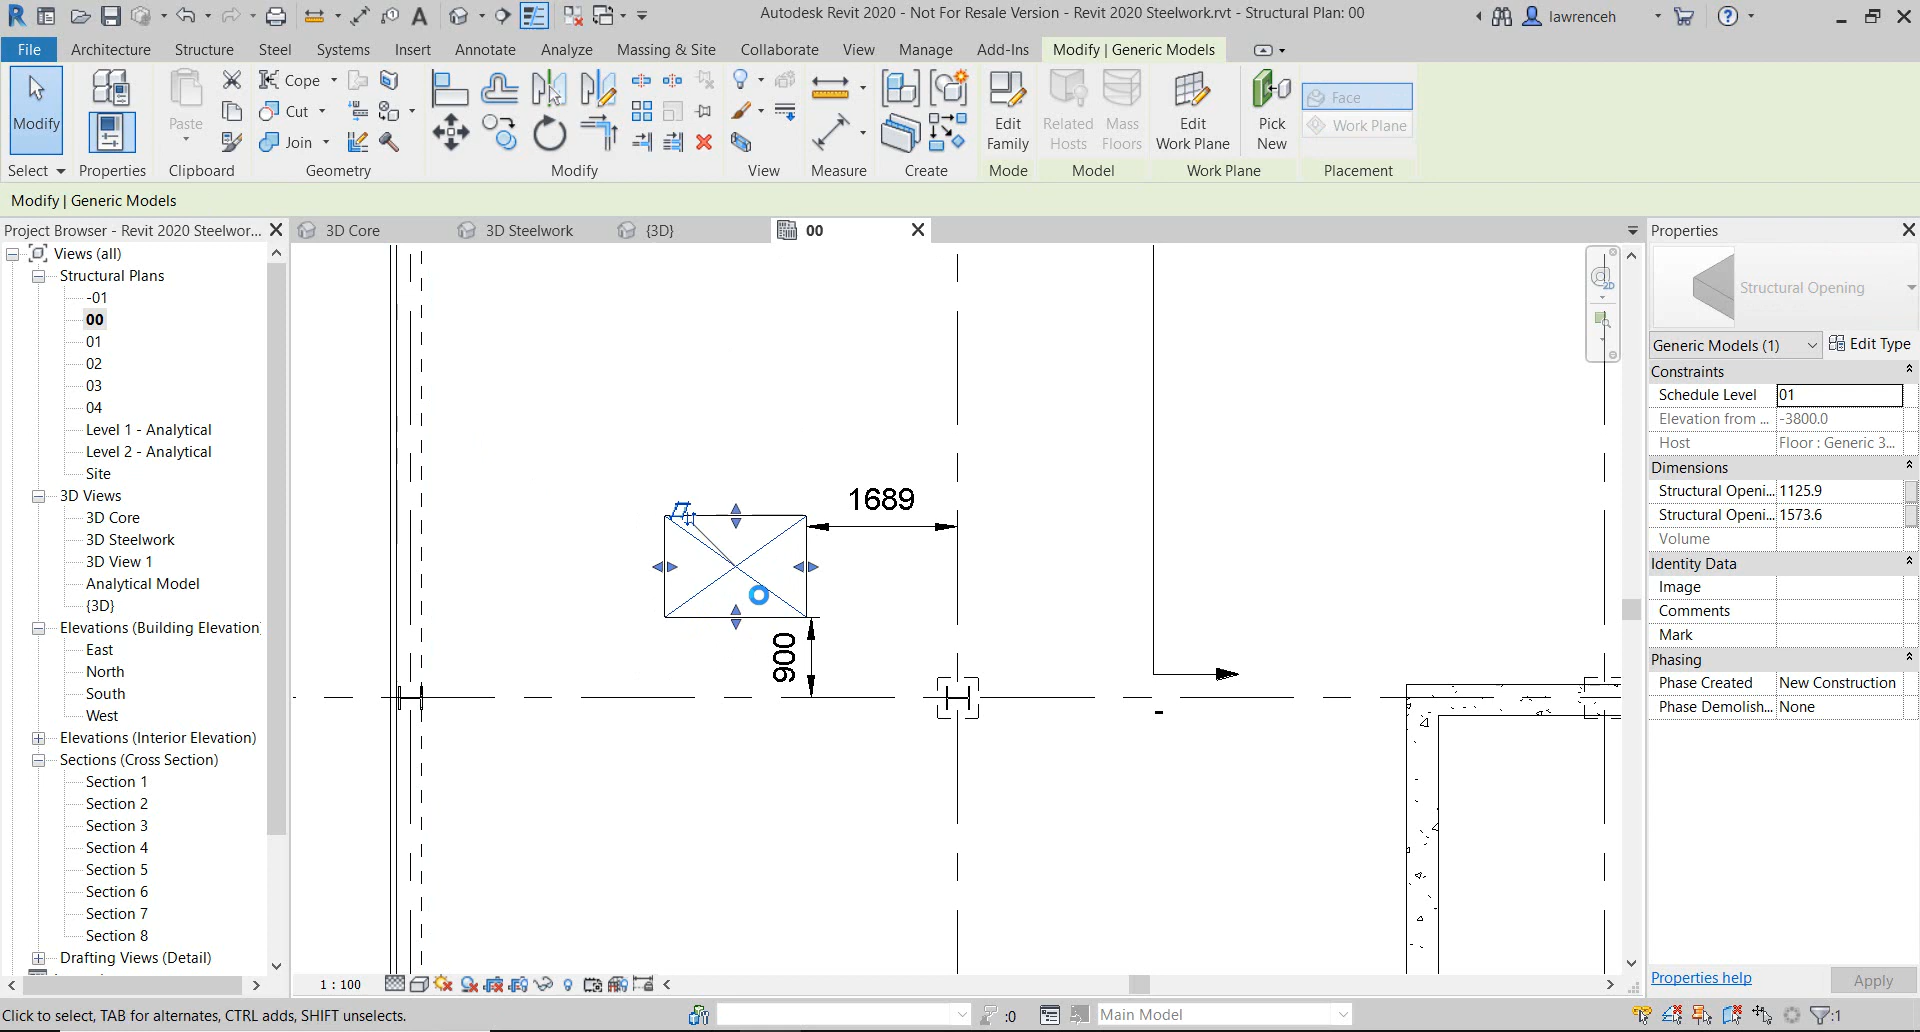 Autodesk Revit 2020 - Not For Resale Version - Revit 2020 Steelwork.rvt - Structural Plan: 00
lawrenceh
File Architecture Structure Steel Systems Insert Annotate Analyze Massing & Site Collaborate View Manage Add-Ins Modify | Generic Models
Modify
Paste
Cope
Cut
Join
Edit Family
Related Hosts
Mass Floors
Edit Work Plane
Pick New
Face
Work Plane
Select Properties Clipboard Geometry Modify View Measure Create Mode Model Work Plane Placement
Modify | Generic Models
Project Browser - Revit 2020 Steelwor...
3D Core 3D Steelwork {3D} 00
Views (all)
Structural Plans
-01
00
01
02
03
04
Level 1 - Analytical
Level 2 - Analytical
Site
3D Views
3D Core
3D Steelwork
3D View 1
Analytical Model
{3D}
Elevations (Building Elevation
East
North
South
West
Elevations (Interior Elevation)
Sections (Cross Section)
Section 1
Section 2
Section 3
Section 4
Section 5
Section 6
Section 7
Section 8
Drafting Views (Detail)
1689
900
2D
Properties
Structural Opening
Generic Models (1) Edit Type
Constraints
Schedule Level 01
Elevation from ... -3800.0
Host Floor : Generic 3...
Dimensions
Structural Openi... 1125.9
Structural Openi... 1573.6
Volume
Identity Data
Image
Comments
Mark
Phasing
Phase Created New Construction
Phase Demolish... None
Properties help Apply
1 : 100
Click to select, TAB for alternates, CTRL adds, SHIFT unselects.
:0
Main Model
:1